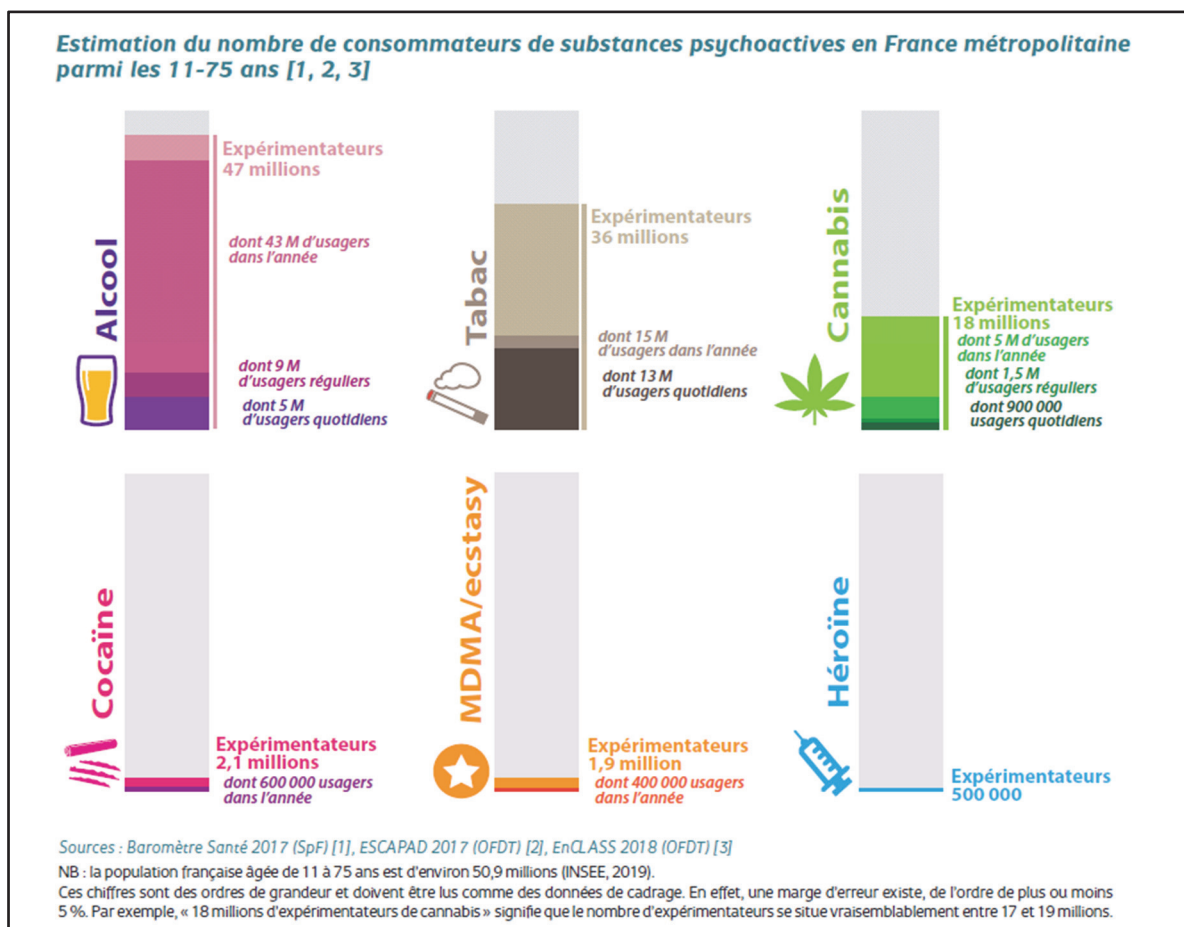 Estimation du nombre de consommateurs de substances psychoactives en France métropolitaine
parmi les 11-75 ans [1, 2, 3]
Alcool
Expérimentateurs
47 millions
dont 43 M d'usagers
dans l'année
dont 9 M
d'usagers réguliers
dont 5 M
d'usagers quotidiens
Tabac
Expérimentateurs
36 millions
dont 15 M
d'usagers dans l'année
dont 13 M
d'usagers quotidiens
Cannabis
Expérimentateurs
18 millions
dont 5 M d'usagers
dans l'année
dont 1,5 M
d'usagers réguliers
dont 900 000
usagers quotidiens
Cocaïne
Expérimentateurs
2,1 millions
dont 600 000 usagers
dans l'année
MDMA/ecstasy
Expérimentateurs
1,9 million
dont 400 000 usagers
dans l'année
Héroïne
Expérimentateurs
500 000
Sources : Baromètre Santé 2017 (SpF) [1], ESCAPAD 2017 (OFDT) [2], EnCLASS 2018 (OFDT) [3]
NB : la population française âgée de 11 à 75 ans est d'environ 50,9 millions (INSEE, 2019).
Ces chiffres sont des ordres de grandeur et doivent être lus comme des données de cadrage. En effet, une marge d'erreur existe, de l'ordre de plus ou moins
5 %. Par exemple, « 18 millions d'expérimentateurs de cannabis » signifie que le nombre d'expérimentateurs se situe vraisemblablement entre 17 et 19 millions.